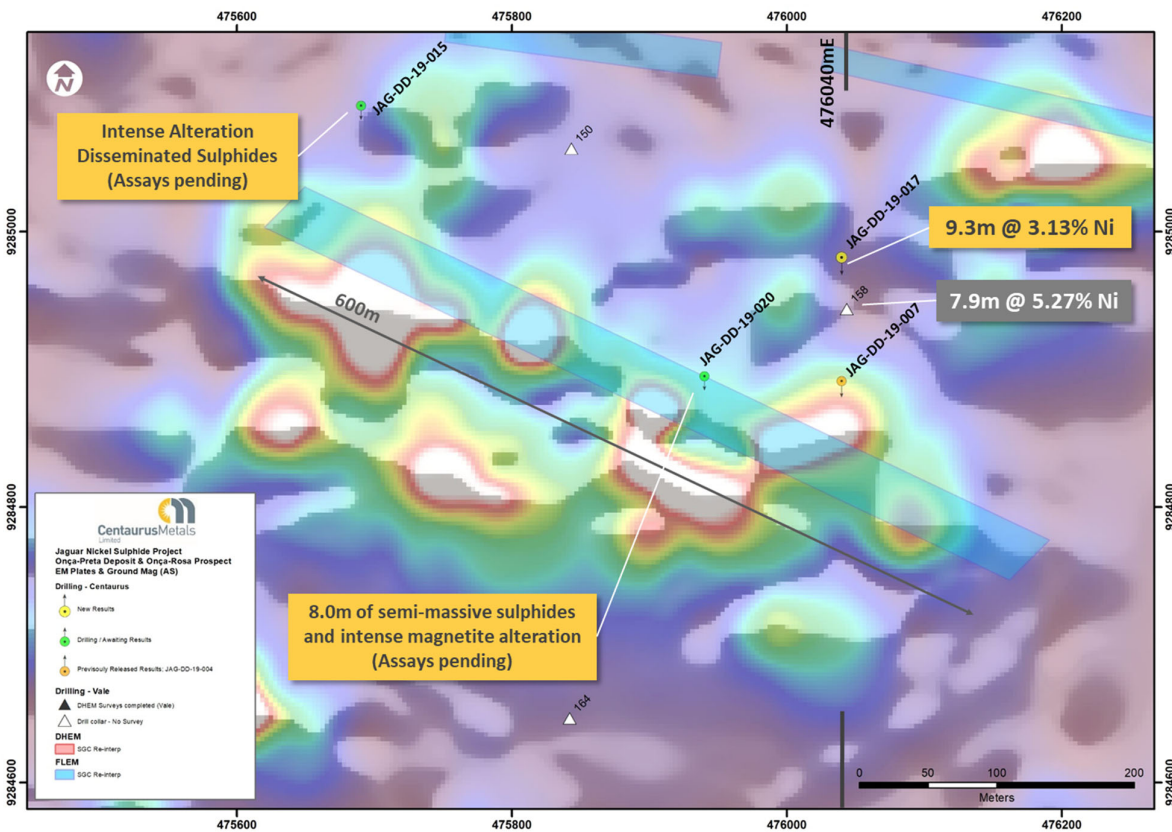 475600
475800
476000
476200
N
JAG-DD-19-015
476040mE
Intense Alteration
Disseminated Sulphides
(Assays pending)
150
JAG-DD-19-017
9285000
9285000
9.3m @ 3.13% Ni
158
7.9m @ 5.27% Ni
600m
JAG-DD-19-020
JAG-DD-19-007
9284800
9284800
CentaurusMetals
Limited
Jaguar Nickel Sulphide Project
Onça-Preta Deposit & Onça-Rosa Prospect
EM Plates & Ground Mag (AS)
Drilling - Centaurus
New Results
Drilling / Awaiting Results
Previsouly Released Results: JAG-DD-19-004
Drilling - Vale
DHEM Surveys completed (Vale)
Drill collar - No Survey
DHEM
SGC Re-interp
FLEM
SGC Re-interp
8.0m of semi-massive sulphides
and intense magnetite alteration
(Assays pending)
164
9284600
9284600
0 50 100 200
Meters
475600
475800
476000
476200